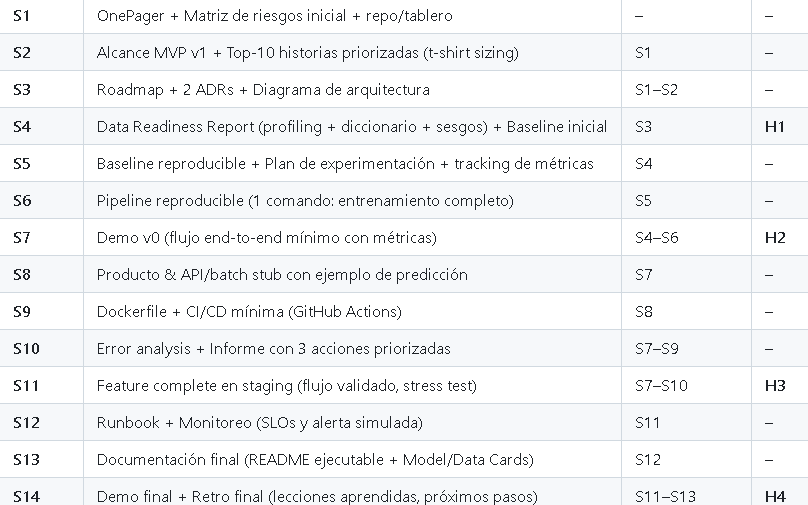 S1 OnePager + Matriz de riesgos inicial + repo/tablero – –
S2 Alcance MVP v1 + Top-10 historias priorizadas (t-shirt sizing) S1 –
S3 Roadmap + 2 ADRs + Diagrama de arquitectura S1–S2 –
S4 Data Readiness Report (profiling + diccionario + sesgos) + Baseline inicial S3 H1
S5 Baseline reproducible + Plan de experimentación + tracking de métricas S4 –
S6 Pipeline reproducible (1 comando: entrenamiento completo) S5 –
S7 Demo v0 (flujo end-to-end mínimo con métricas) S4–S6 H2
S8 Producto & API/batch stub con ejemplo de predicción S7 –
S9 Dockerfile + CI/CD mínima (GitHub Actions) S8 –
S10 Error analysis + Informe con 3 acciones priorizadas S7–S9 –
S11 Feature complete en staging (flujo validado, stress test) S7–S10 H3
S12 Runbook + Monitoreo (SLOs y alerta simulada) S11 –
S13 Documentación final (README ejecutable + Model/Data Cards) S12 –
S14 Demo final + Retro final (lecciones aprendidas, próximos pasos) S11–S13 H4